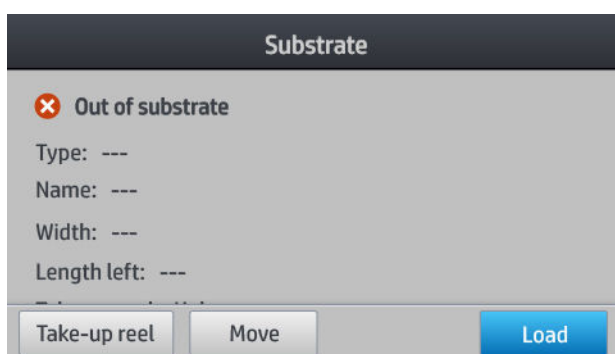 Substrate
Out of substrate
Type: ---
Name: ---
Width: ---
Length left: ---
Take-up reel Move Load